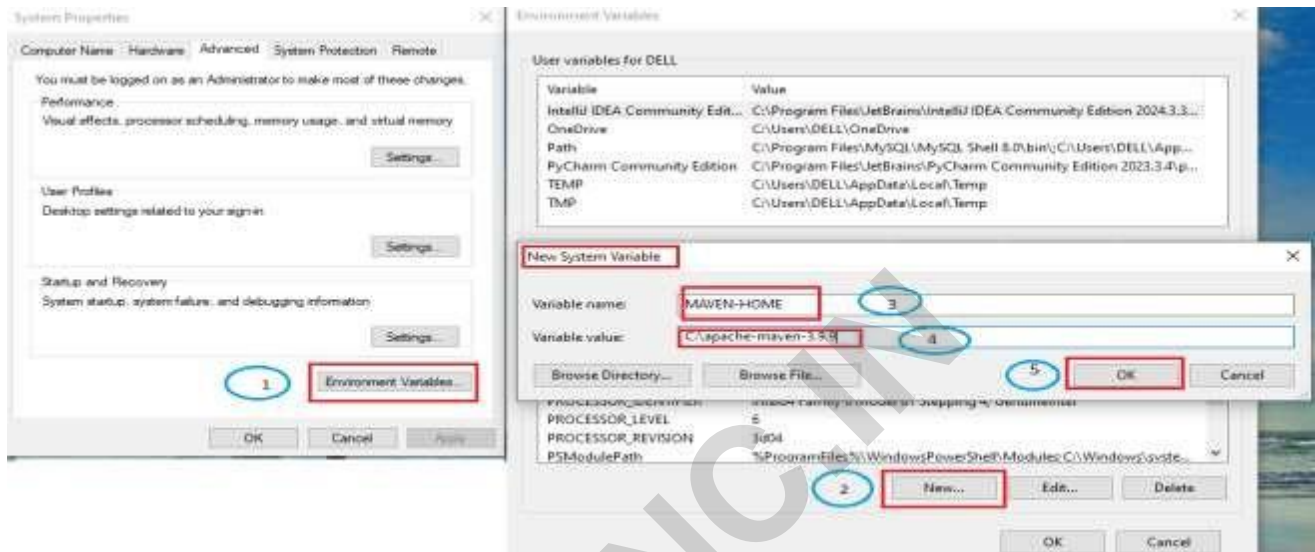 System Properties
Computer Name Hardware Advanced System Protection Remote
You must be logged on as an Administrator to make most of these changes.
Performance
Visual effects, processor scheduling, memory usage, and virtual memory
Settings...
User Profiles
Desktop settings related to your sign-in
Settings...
Startup and Recovery
System startup, system failure, and debugging information
Settings...
1
Environment Variables...
OK Cancel Apply
Environment Variables
User variables for DELL
Variable Value
IntelliJ IDEA Community Edit... C:\Program Files\JetBrains\IntelliJ IDEA Community Edition 2024.3.3...
OneDrive C:\Users\DELL\OneDrive
Path C:\Program Files\MySQL\MySQL Shell 8.0\bin\;C:\Users\DELL\App...
PyCharm Community Edition C:\Program Files\JetBrains\PyCharm Community Edition 2023.3.4\p...
TEMP C:\Users\DELL\AppData\Local\Temp
TMP C:\Users\DELL\AppData\Local\Temp
New System Variable
Variable name: MAVEN-HOME 3
Variable value: C:\apache-maven-3.9.9 4
Browse Directory... Browse File... 5 OK Cancel
PROCESSOR_IDENTIFIER Family Model Stepping 4,
PROCESSOR_LEVEL 6
PROCESSOR_REVISION
PSModulePath %ProgramFiles%\WindowsPowerShell\Modules;C:\Windows\syste...
2 New... Edit... Delete
OK Cancel